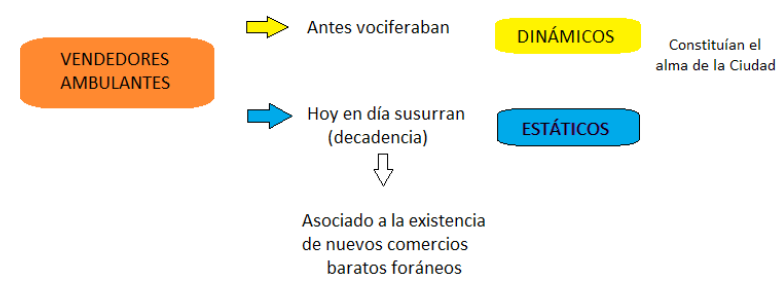 VENDEDORES
AMBULANTES
Antes vociferaban
DINÁMICOS
Constituían el
alma de la Ciudad
Hoy en día susurran
(decadencia)
ESTÁTICOS
Asociado a la existencia
de nuevos comercios
baratos foráneos